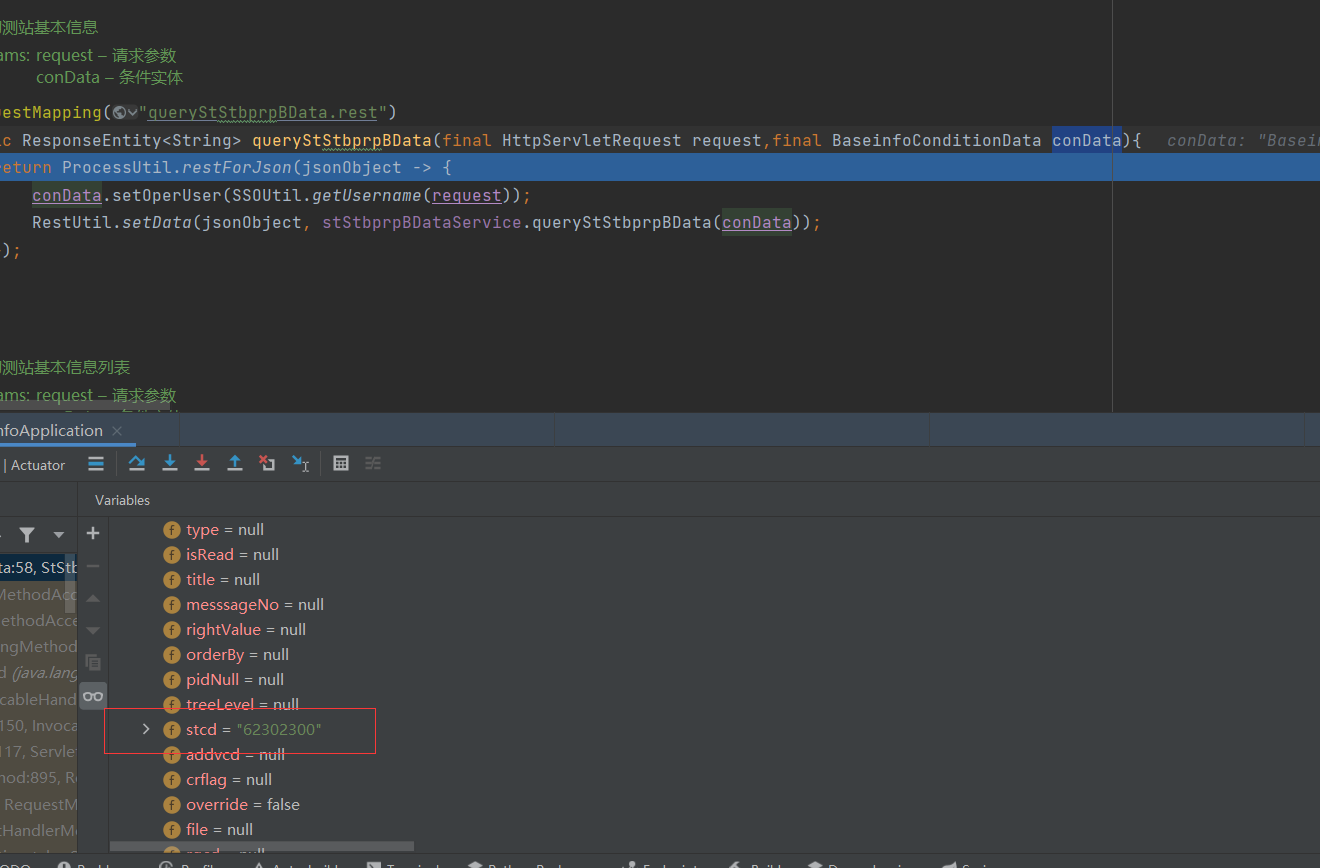 测站基本信息
ams: request – 请求参数
conData – 条件实体
estMapping("queryStStbprpBData.rest")
ic ResponseEntity<String> queryStStbprpBData(final HttpServletRequest request,final BaseinfoConditionData conData){ conData: "Basein
return ProcessUtil.restForJson(jsonObject -> {
conData.setOperUser(SSOUtil.getUsername(request));
RestUtil.setData(jsonObject, stStbprpBDataService.queryStStbprpBData(conData));
);
测站基本信息列表
ams: request – 请求参数
nfoApplication
Actuator
Variables
type = null
isRead = null
title = null
messsageNo = null
rightValue = null
orderBy = null
pidNull = null
treeLevel = null
stcd = "62302300"
addvcd = null
crflag = null
override = false
file = null
ta:58, StStb
MethodAcc
ethodAcce
ngMethod
d (java.lang
cableHand
150, Invoca
117, Servle
nod:895, Re
RequestM
tHandlerMe